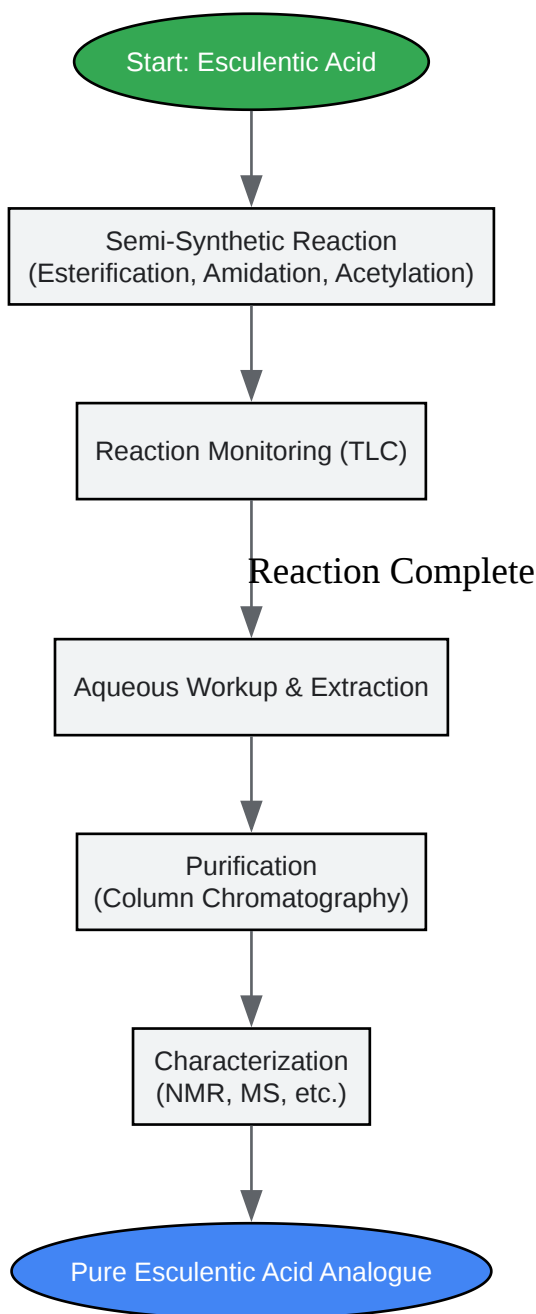 Start: Esculentic Acid
Semi-Synthetic Reaction
(Esterification, Amidation, Acetylation)
Reaction Monitoring (TLC)
Reaction Complete
Aqueous Workup & Extraction
Purification
(Column Chromatography)
Characterization
(NMR, MS, etc.)
Pure Esculentic Acid Analogue